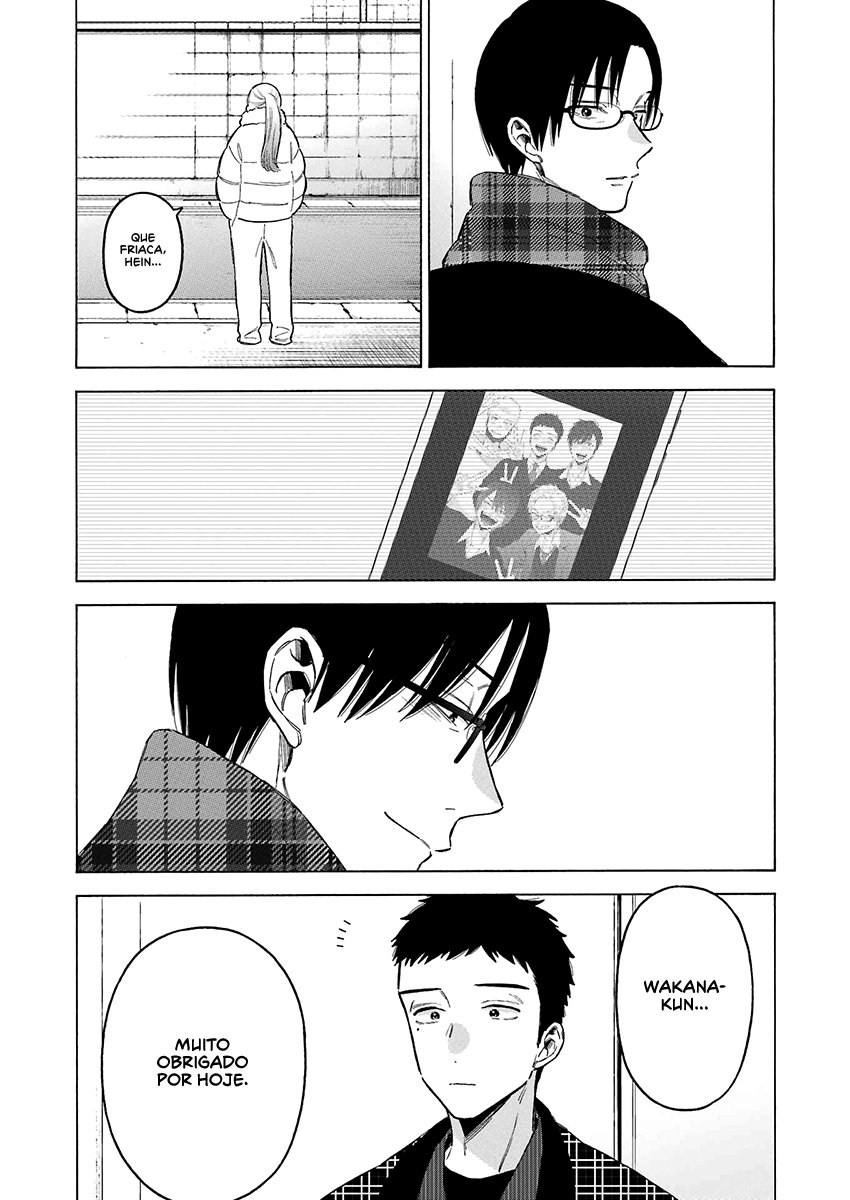 QUE
FRIACA,
HEIN...
WAKANA-
KUN...
MUITO
OBRIGADO
POR HOJE.